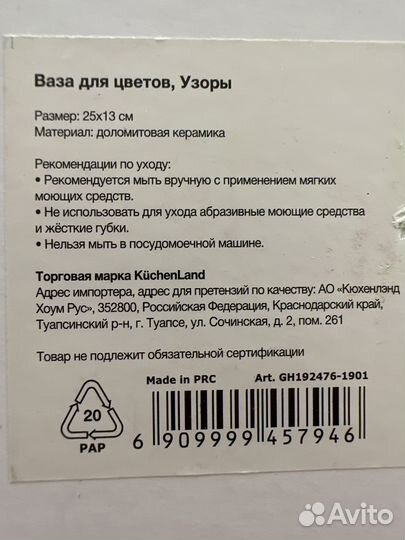 Ваза для цветов, Узоры
Размер: 25х13 см
Материал: доломитовая керамика
Рекомендации по уходу:
• Рекомендуется мыть вручную с применением мягких
моющих средств.
• Не использовать для ухода абразивные моющие средства
и жёсткие губки.
• Нельзя мыть в посудомоечной машине.
Торговая марка KüchenLand
Адрес импортера, адрес для претензий по качеству: АО «Кюхенлэнд
Хоум Рус», 352800, Российская Федерация, Краснодарский край,
Туапсинский р-н, г. Туапсе, ул. Сочинская, д. 2, пом. 261
Товар не подлежит обязательной сертификации
Made in PRC Art. GH192476-1901
20
PAP
6 909999 457946
Avito